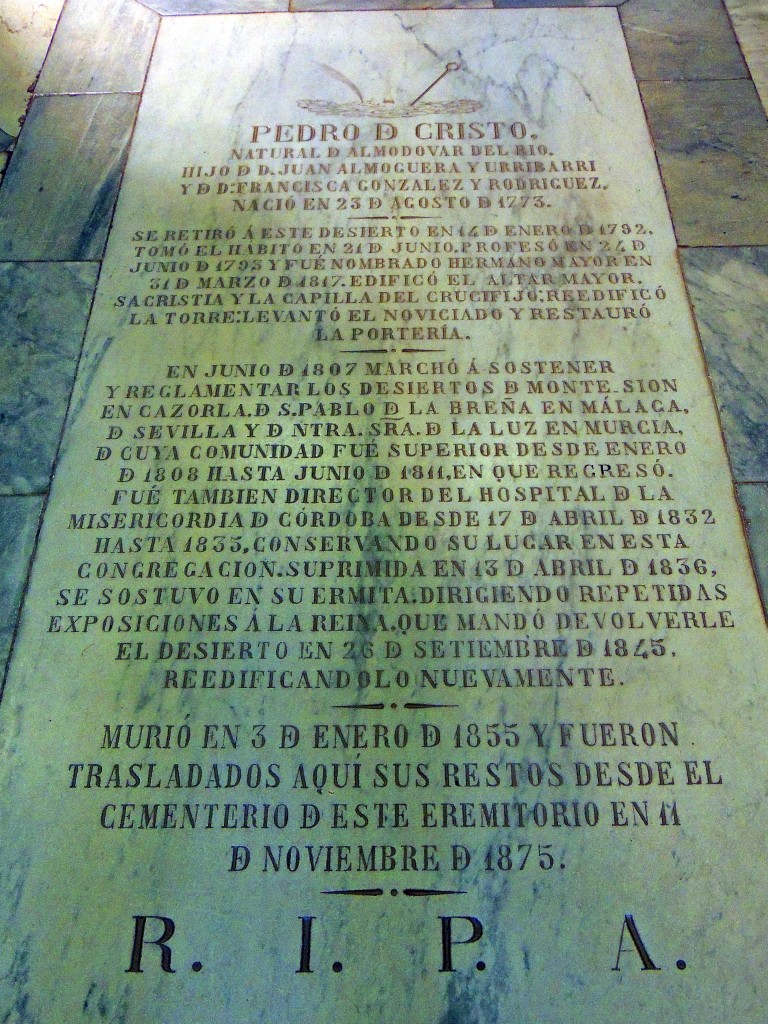 PEDRO Đ CRISTO.
NATURAL Đ ALMODOVAR DEL RIO.
HIJO Đ D. JUAN ALMOGUERA Y URRIBARRI
Y Đ D.ª FRANCISCA GONZALEZ Y RODRIGUEZ.
NACIÓ EN 23 Đ AGOSTO Đ 1773.
SE RETIRÓ Á ESTE DESIERTO EN 14 Đ ENERO Đ 1792.
TOMÓ EL HÁBITO EN 21 Đ JUNIO. PROFESÓ EN 24 Đ
JUNIO Đ 1793 Y FUÉ NOMBRADO HERMANO MAYOR EN
31 Đ MARZO Đ 1817. EDIFICÓ EL ALTAR MAYOR.
SACRISTIA Y LA CAPILLA DEL CRUCIFIJO: REEDIFICÓ
LA TORRE: LEVANTÓ EL NOVICIADO Y RESTAURÓ
LA PORTERÍA.
EN JUNIO Đ 1807 MARCHÓ Á SOSTENER
Y REGLAMENTAR LOS DESIERTOS Đ MONTE-SION
EN CAZORLA, Đ S. PABLO Đ LA BREÑA EN MÁLAGA,
Đ SEVILLA Y Đ NTRA. SRA. Đ LA LUZ EN MURCIA,
Đ CUYA COMUNIDAD FUÉ SUPERIOR DESDE ENERO
Đ 1808 HASTA JUNIO Đ 1811, EN QUE REGRESÓ.
FUÉ TAMBIEN DIRECTOR DEL HOSPITAL Đ LA
MISERICORDIA Đ CÓRDOBA DESDE 17 Đ ABRIL Đ 1832
HASTA 1835, CONSERVANDO SU LUGAR EN ESTA
CONGREGACION. SUPRIMIDA EN 13 Đ ABRIL Đ 1836,
SE SOSTUVO EN SU ERMITA. DIRIGIENDO REPETIDAS
EXPOSICIONES Á LA REINA, QUE MANDÓ DEVOLVERLE
EL DESIERTO EN 26 Đ SETIEMBRE Đ 1845.
REEDIFICANDOLO NUEVAMENTE.
MURIÓ EN 3 Đ ENERO Đ 1855 Y FUERON
TRASLADADOS AQUÍ SUS RESTOS DESDE EL
CEMENTERIO Đ ESTE EREMITORIO EN 11
Đ NOVIEMBRE Đ 1875.
R. I. P. A.